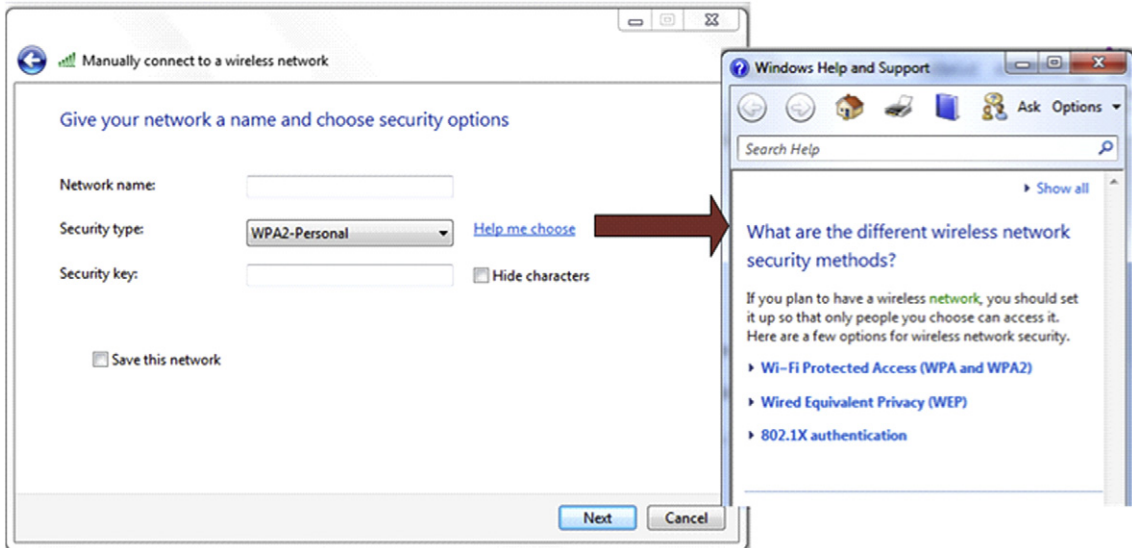 Manually connect to a wireless network
Give your network a name and choose security options
Network name:
Security type:
WPA2-Personal
Help me choose
Security key:
Hide characters
Save this network
Next
Cancel
Windows Help and Support
Ask
Options
Search Help
Show all
What are the different wireless network
security methods?
If you plan to have a wireless network, you should set
it up so that only people you choose can access it.
Here are a few options for wireless network security.
Wi-Fi Protected Access (WPA and WPA2)
Wired Equivalent Privacy (WEP)
802.1X authentication